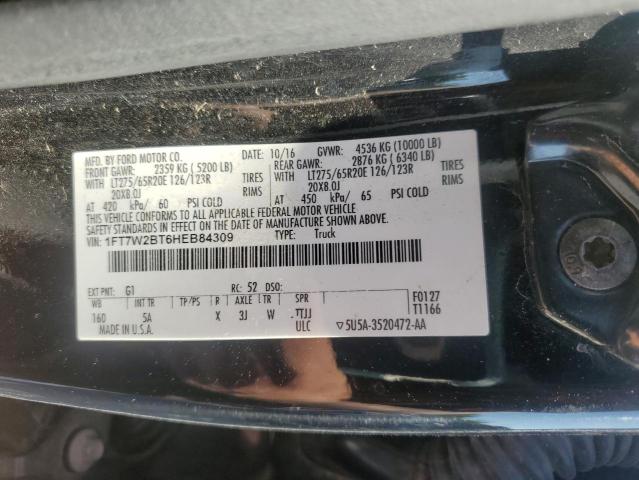 MFD. BY FORD MOTOR CO.
10/16 GVWR: 4536 KG (10000 LB)
FRONT GAWR: 2359 KG (5200 LB)
REAR GAWR: 2876 KG (6340 LB)
WITH LT275/65R20E 126/123R TIRES
WITH LT275/65R20E 126/123R TIRES
20X8.0J RIMS
20X8.0J RIMS
AT 420 kPa/ 60 PSI COLD
AT 450 kPa/ 65 PSI COLD
THIS VEHICLE CONFORMS TO ALL APPLICABLE FEDERAL MOTOR VEHICLE
SAFETY STANDARDS IN EFFECT ON THE DATE OF MANUFACTURE SHOWN ABOVE.
VIN: 1FT7W2BT6HEB84309
TYPE: Truck
EXT PNT: G1 RC: 52 DSO:
WB INT TR TP/PS R AXLE TR SPR
F0127
160 5A X 3J W TTJJ
T1166
MADE IN U.S.A. ULC
5U5A-3520472-AA